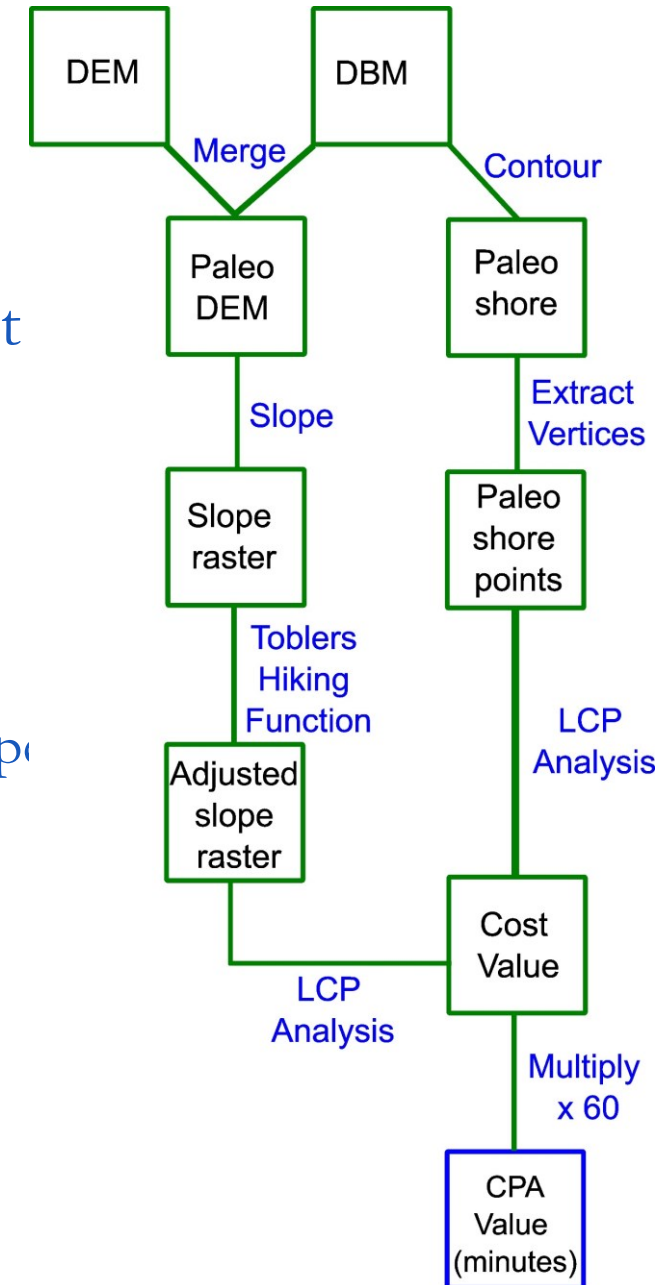 DEM
DBM
Merge
Contour
Paleo
DEM
Paleo
shore
t
Slope
Extract
Vertices
Slope
raster
Paleo
shore
points
Toblers
Hiking
Function
LCP
Analysis
Adjusted
slope
raster
Cost
Value
LCP
Analysis
Multiply
x 60
CPA
Value
(minutes)